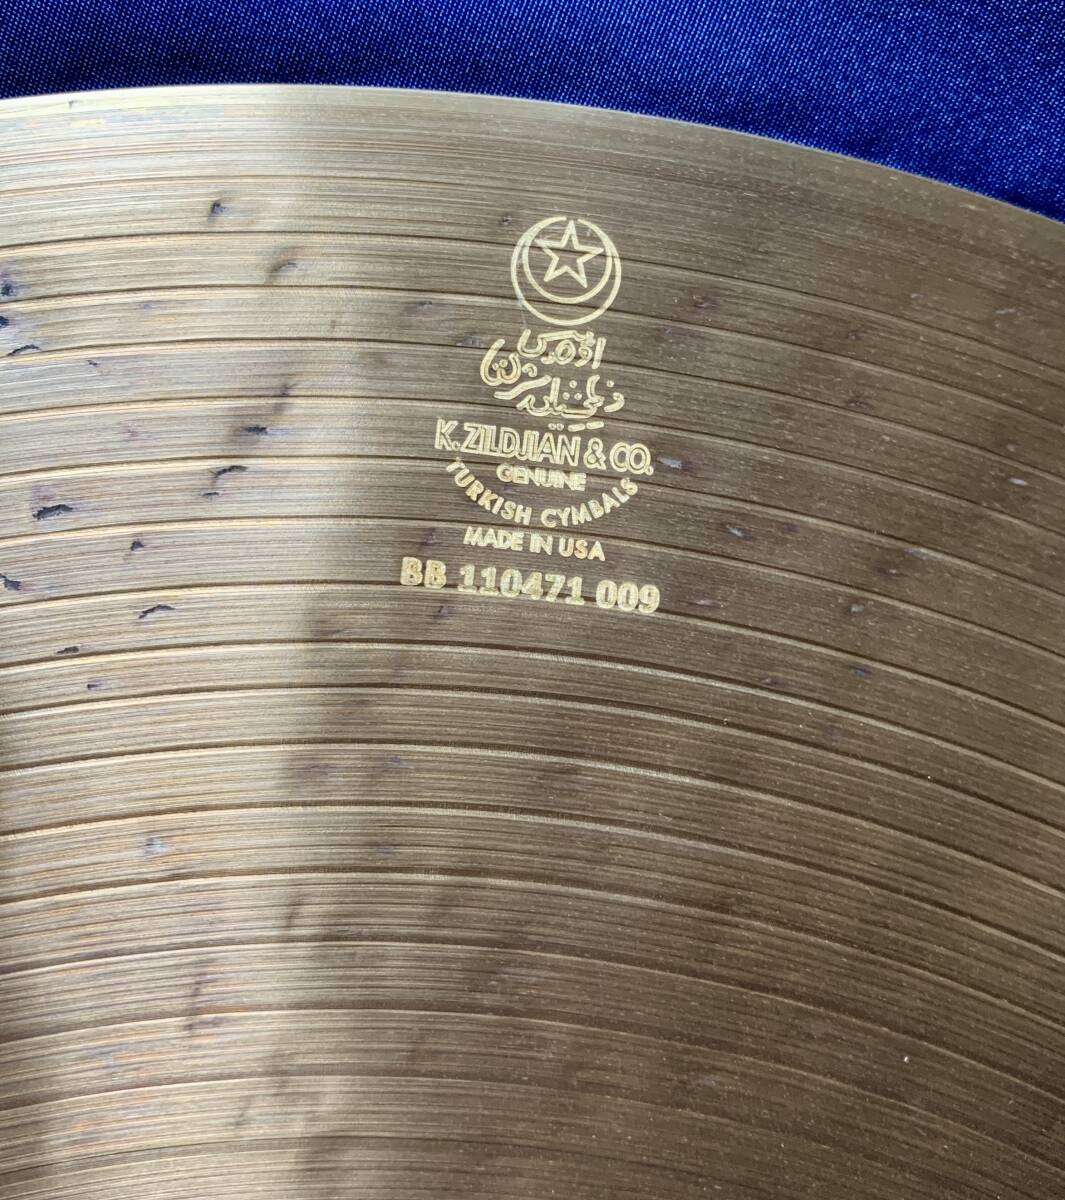 K. ZILDJIAN & CO.
GENUINE
TURKISH CYMBALS
MADE IN USA
BB 110471 009